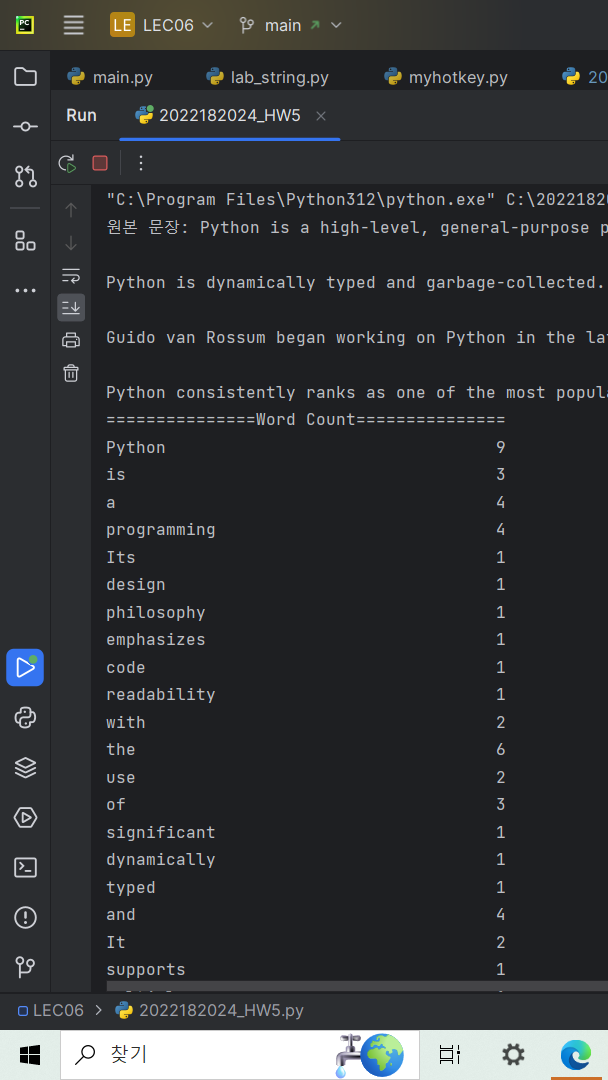 PC
LE LEC06 main
main.py lab_string.py myhotkey.py 20
Run 2022182024_HW5
"C:\Program Files\Python312\python.exe" C:\2022182
원본 문장: Python is a high-level, general-purpose p
Python is dynamically typed and garbage-collected.
Guido van Rossum began working on Python in the la
Python consistently ranks as one of the most popul
===============Word Count===============
Python 9
is 3
a 4
programming 4
Its 1
design 1
philosophy 1
emphasizes 1
code 1
readability 1
with 2
the 6
use 2
of 3
significant 1
dynamically 1
typed 1
and 4
It 2
supports 1
LEC06 > 2022182024_HW5.py
찾기